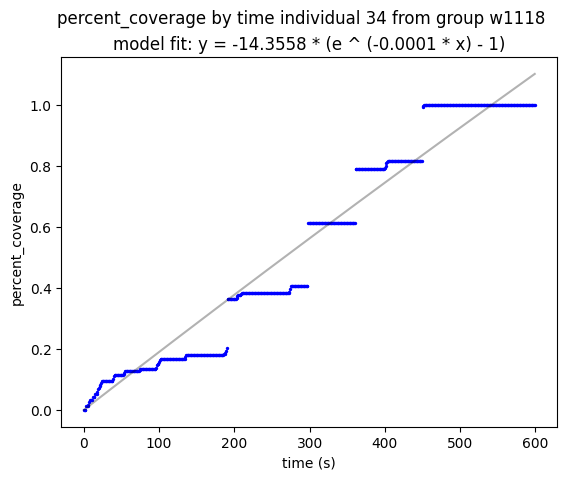 percent_coverage by time individual 34 from group w1118
model fit: y = -14.3558 * (e ^ (-0.0001 * x) - 1)
1.0
0.8
0.6
0.4
0.2
0.0
percent_coverage
0 100 200 300 400 500 600
time (s)